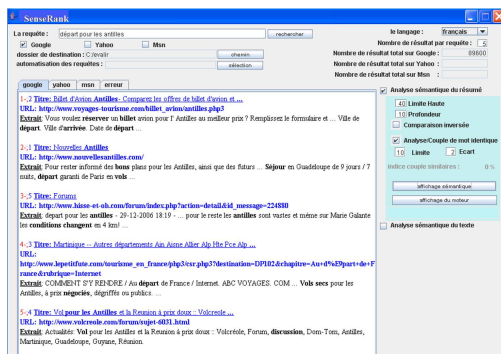 SenseRank
La requête : départ pour les antilles rechercher
Google Yahoo Msn
dossier de destination : C:/evalir chemin
automatisation des requêtes : sélection
le langage : français
Nombre de résultat par requête : 5
Nombre de résultat total sur Google : 89600
Nombre de résultat total sur Yahoo :
Nombre de résultat total sur Msn :
google yahoo msn erreur
1-,2 Titre: Billet d'Avion Antilles- Comparez les offres de billet d'avion et ...
URL: http://www.voyages-tourisme.com/billet_avion/antilles.php3
Extrait: Vous voulez réserver un billet avion pour l' Antilles au meilleur prix ? Remplissez le formulaire et ... Ville de
départ. Ville d'arrivée. Date de départ ...
2-,1 Titre: Nouvelles Antilles
URL: http://www.nouvellesantilles.com/
Extrait: Pour rester informé des bons plans pour les Antilles, ainsi que des futurs ... Séjour en Guadeloupe de 9 jours / 7
nuits, départ garanti de Paris en vols ...
3-,5 Titre: Forums
URL: http://www.hisse-et-oh.com/forum/index.php?action=detail&id_message=224880
Extrait: depart pour les antilles - 29-12-2006 18:19 - ... pour le reste les antilles sont vastes et même sur Marie Galante
les conditions changent en 4 km! ...
4-,3 Titre: Martinique -- Autres départements Ain Aisne Allier Alp Hte Pce Alp ...
URL:
http://www.lepetitfute.com/tourisme_en_france/php3/csr.php3?destination=DP102&chapitre=Au+d%E9part+de+F
rance&rubrique=Internet
Extrait: COMMENT S'Y RENDRE / Au départ de France / Internet. ABC VOYAGES. COM ... Vols secs pour les
Antilles, à prix négociés, dégriffés ou publics. ...
5-,4 Titre: Vol pour les Antilles et la Reunion à prix doux :: Volcreole ...
URL: http://www.volcreole.com/forum/sujet-6031.html
Extrait: Actualités: Vol pour les Antilles et la Reunion à prix doux :: Volcréole, Forum, discussion, Dom-Tom, Antilles,
Martinique, Guadeloupe, Guyane, Réunion.
Analyse sémantique du résumé
40 Limite Haute
10 Profondeur
Comparaison inversée
Analyse/Couple de mot identique
10 Limite 2 Ecart
indice couple similaires : 0 %
affichage sémantique
affichage du moteur
Analyse sémantique du texte